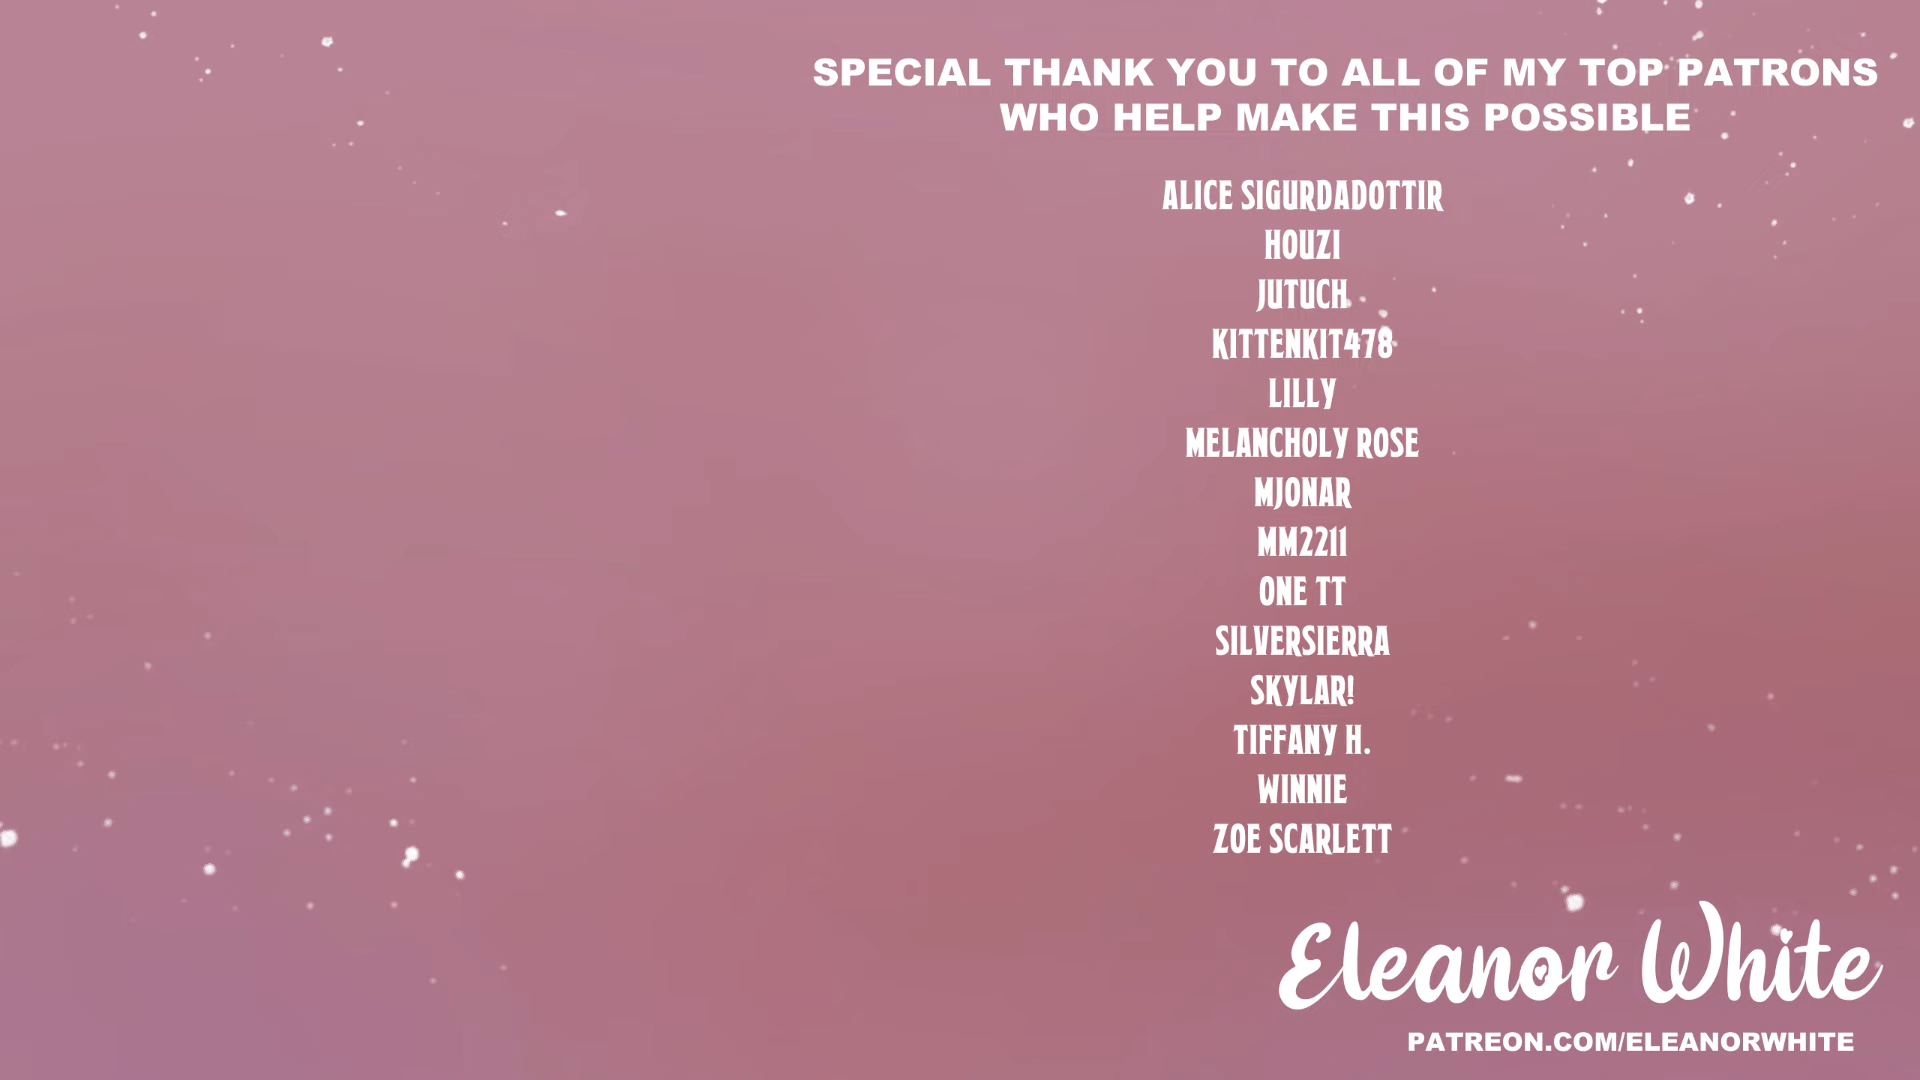 SPECIAL THANK YOU TO ALL OF MY TOP PATRONS
WHO HELP MAKE THIS POSSIBLE
ALICE SIGURDADOTTIR
HOUZI
JUTUCH
KITTENKIT478
LILLY
MELANCHOLY ROSE
MJONAR
MM2211
ONE TT
SILVERSIERRA
SKYLAR!
TIFFANY H.
WINNIE
ZOE SCARLETT
Eleanor White
PATREON.COM/ELEANORWHITE